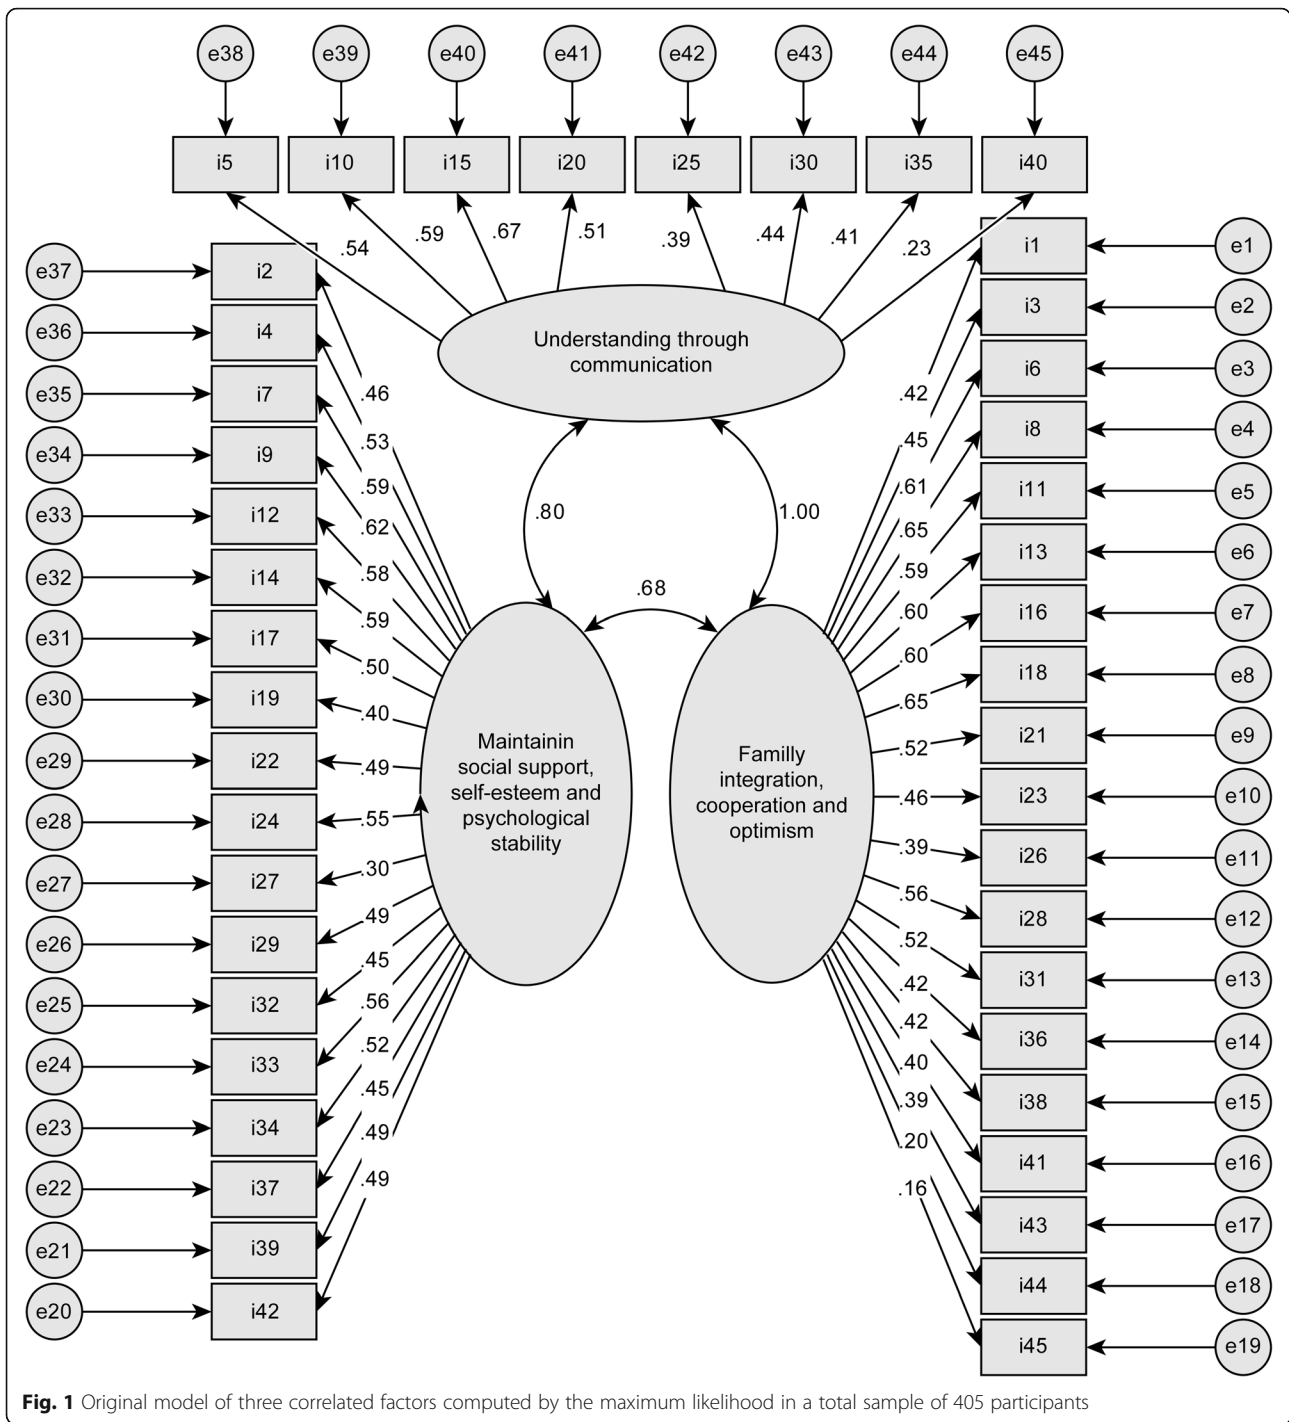 e38 e39 e40 e41 e42 e43 e44 e45
i5 i10 i15 i20 i25 i30 i35 i40
.54 .59 .67 .51 .39 .44 .41 .23
Understanding through
communication
e37 i2
e36 i4
e35 i7
e34 i9
e33 i12
e32 i14
e31 i17
e30 i19
e29 i22
e28 i24
e27 i27
e26 i29
e25 i32
e24 i33
e23 i34
e22 i37
e21 i39
e20 i42
.46
.53
.59
.62
.58
.59
.50
.40
.49
.55
.30
.49
.45
.56
.52
.45
.49
.49
.80
1.00
.68
Maintainin
social support,
self-esteem and
psychological
stability
Familly
integration,
cooperation and
optimism
.42
.45
.61
.65
.59
.60
.60
.65
.52
.46
.39
.56
.52
.42
.42
.40
.39
.20
.16
i1 e1
i3 e2
i6 e3
i8 e4
i11 e5
i13 e6
i16 e7
i18 e8
i21 e9
i23 e10
i26 e11
i28 e12
i31 e13
i36 e14
i38 e15
i41 e16
i43 e17
i44 e18
i45 e19
Fig. 1 Original model of three correlated factors computed by the maximum likelihood in a total sample of 405 participants